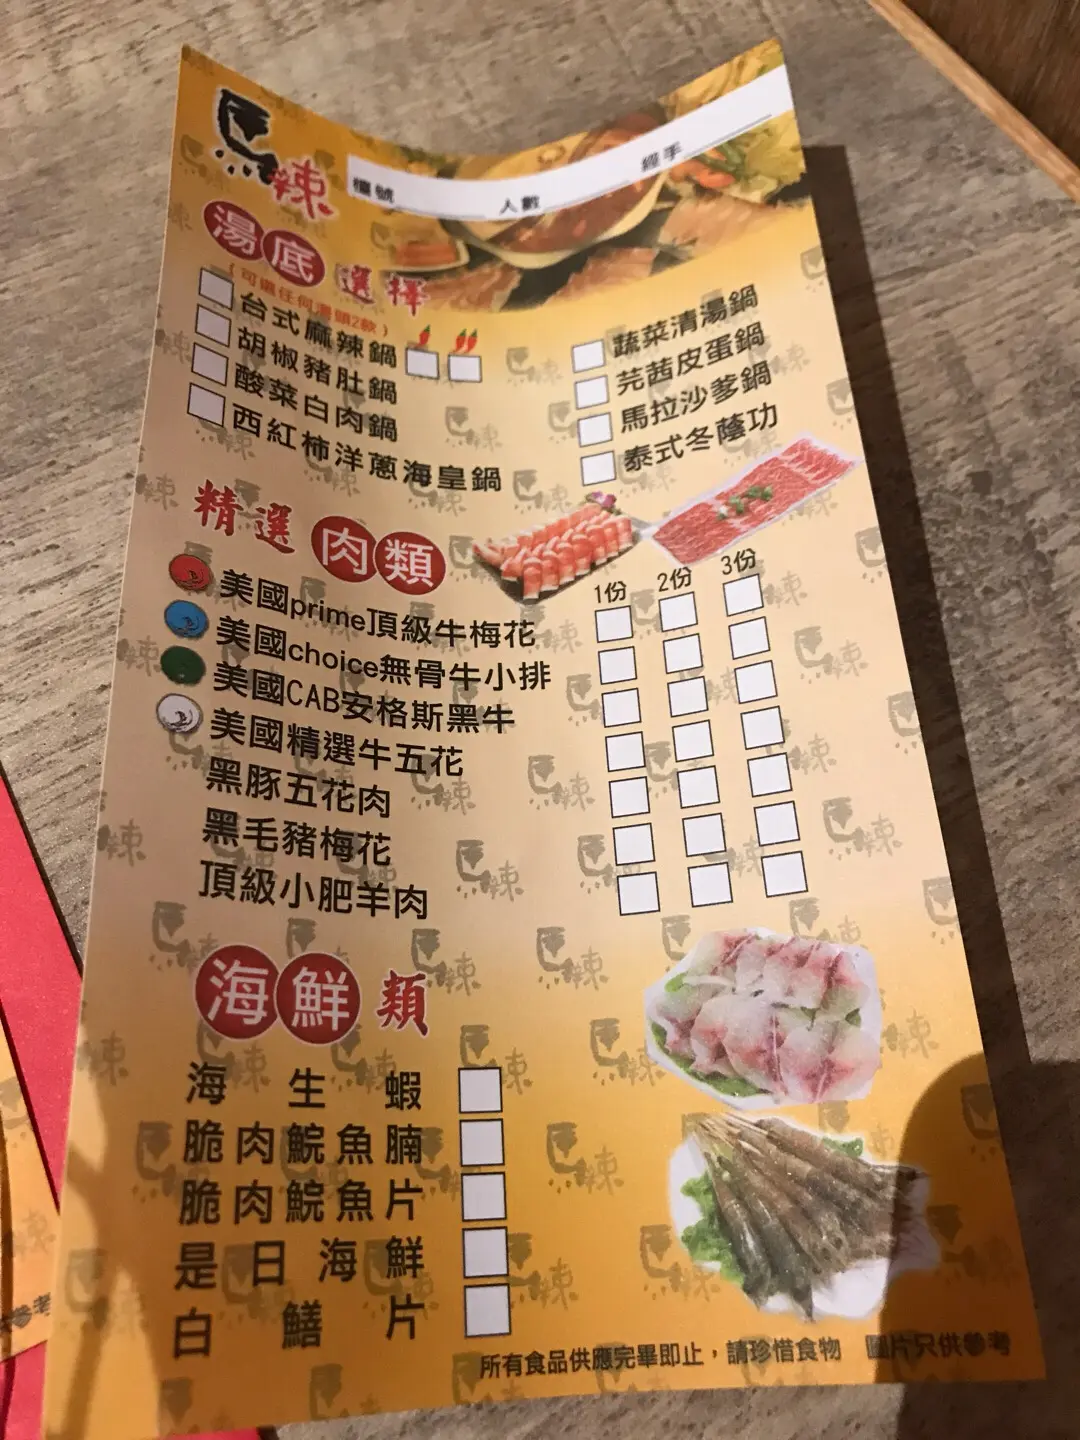 馬辣
檯號 人數 經手
湯底選擇
(可選任何湯頭2款)
台式麻辣鍋
胡椒豬肚鍋
酸菜白肉鍋
西紅柿洋蔥海皇鍋
蔬菜清湯鍋
芫茜皮蛋鍋
馬拉沙爹鍋
泰式冬蔭功
精選肉類
1份 2份 3份
美國prime頂級牛梅花
美國choice無骨牛小排
美國CAB安格斯黑牛
美國精選牛五花
黑豚五花肉
黑毛豬梅花
頂級小肥羊肉
海鮮類
海生蝦
脆肉鯇魚腩
脆肉鯇魚片
是日海鮮
白鱔片
所有食品供應完畢即止，請珍惜食物 圖片只供參考